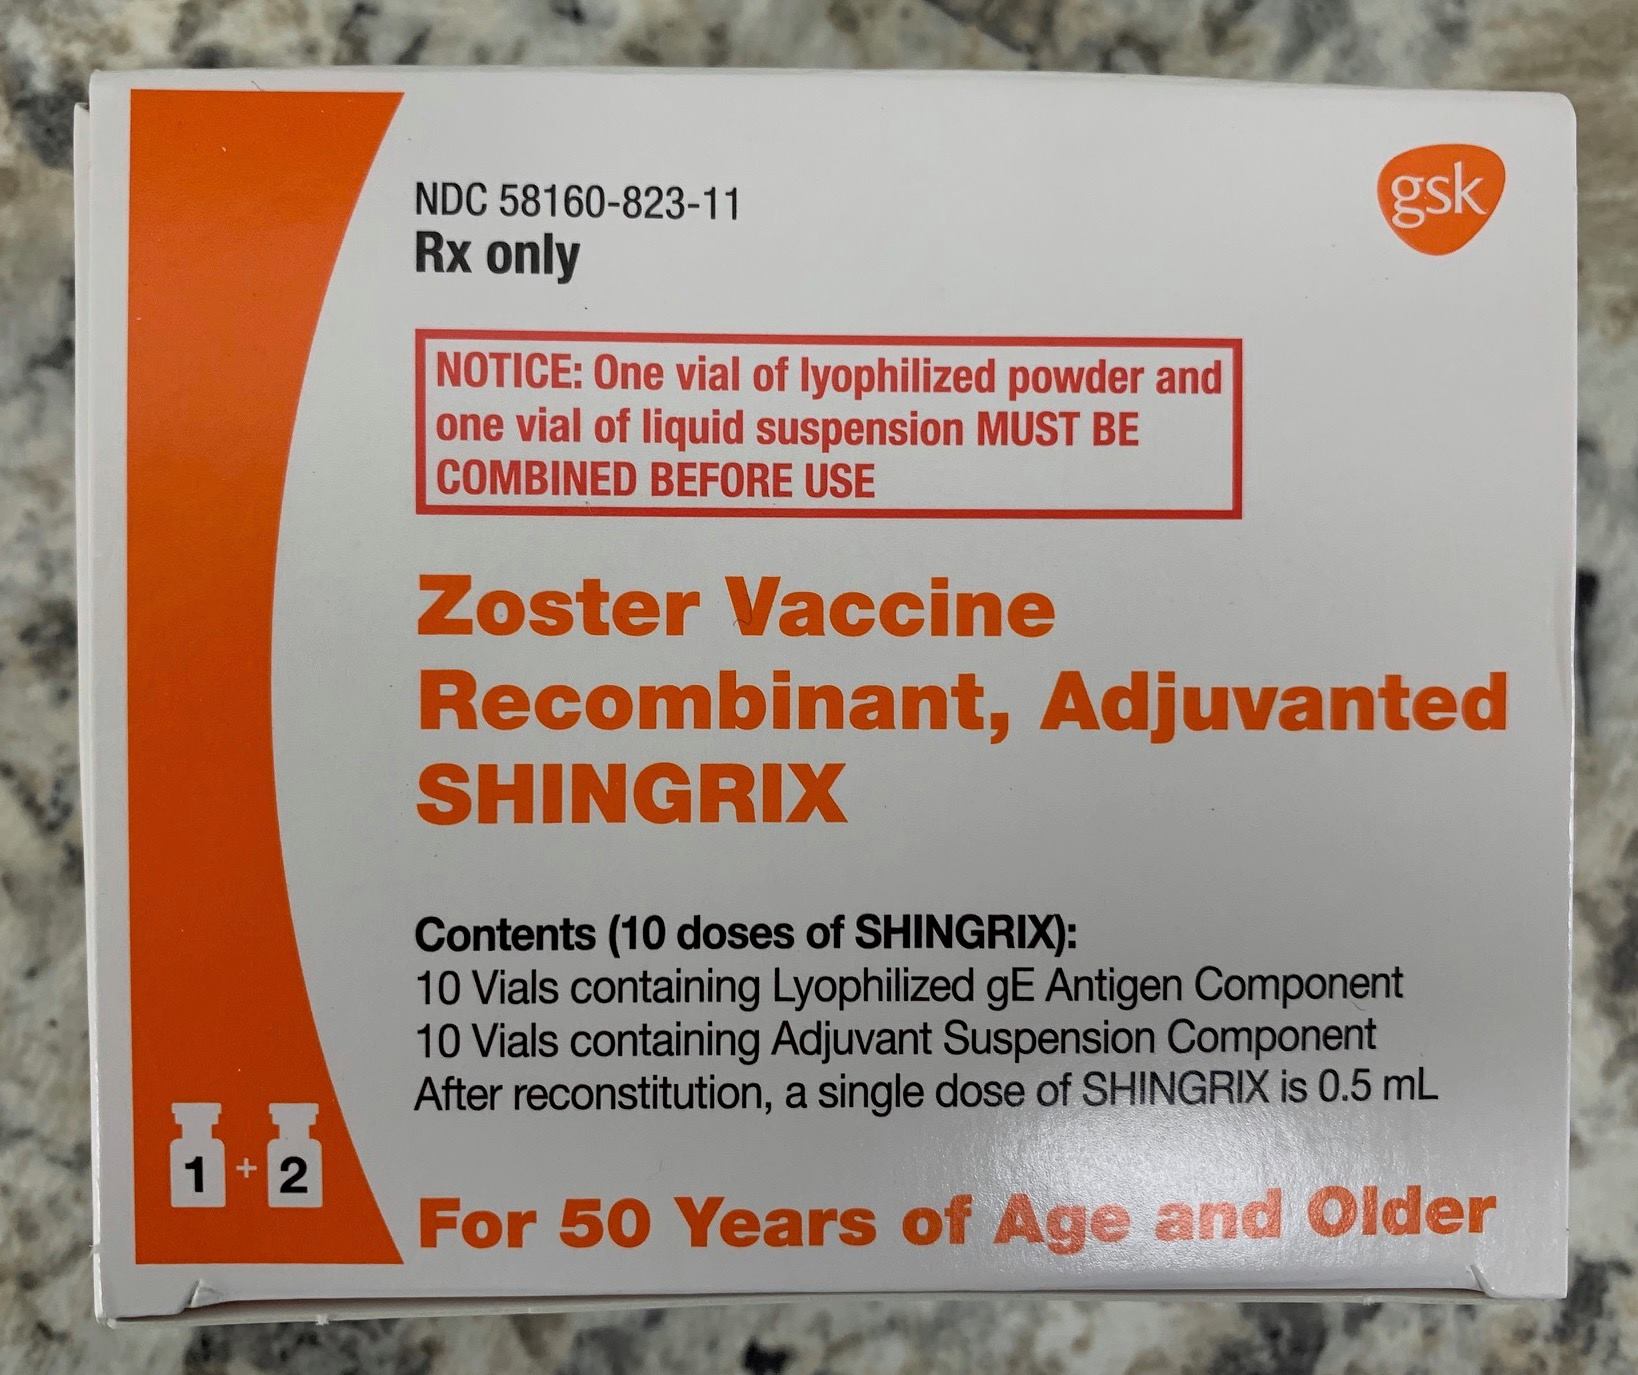 NDC 58160-823-11
Rx only
gsk
NOTICE: One vial of lyophilized powder and
one vial of liquid suspension MUST BE
COMBINED BEFORE USE
Zoster Vaccine
Recombinant, Adjuvanted
SHINGRIX
Contents (10 doses of SHINGRIX):
10 Vials containing Lyophilized gE Antigen Component
10 Vials containing Adjuvant Suspension Component
After reconstitution, a single dose of SHINGRIX is 0.5 mL
1 + 2
For 50 Years of Age and Older